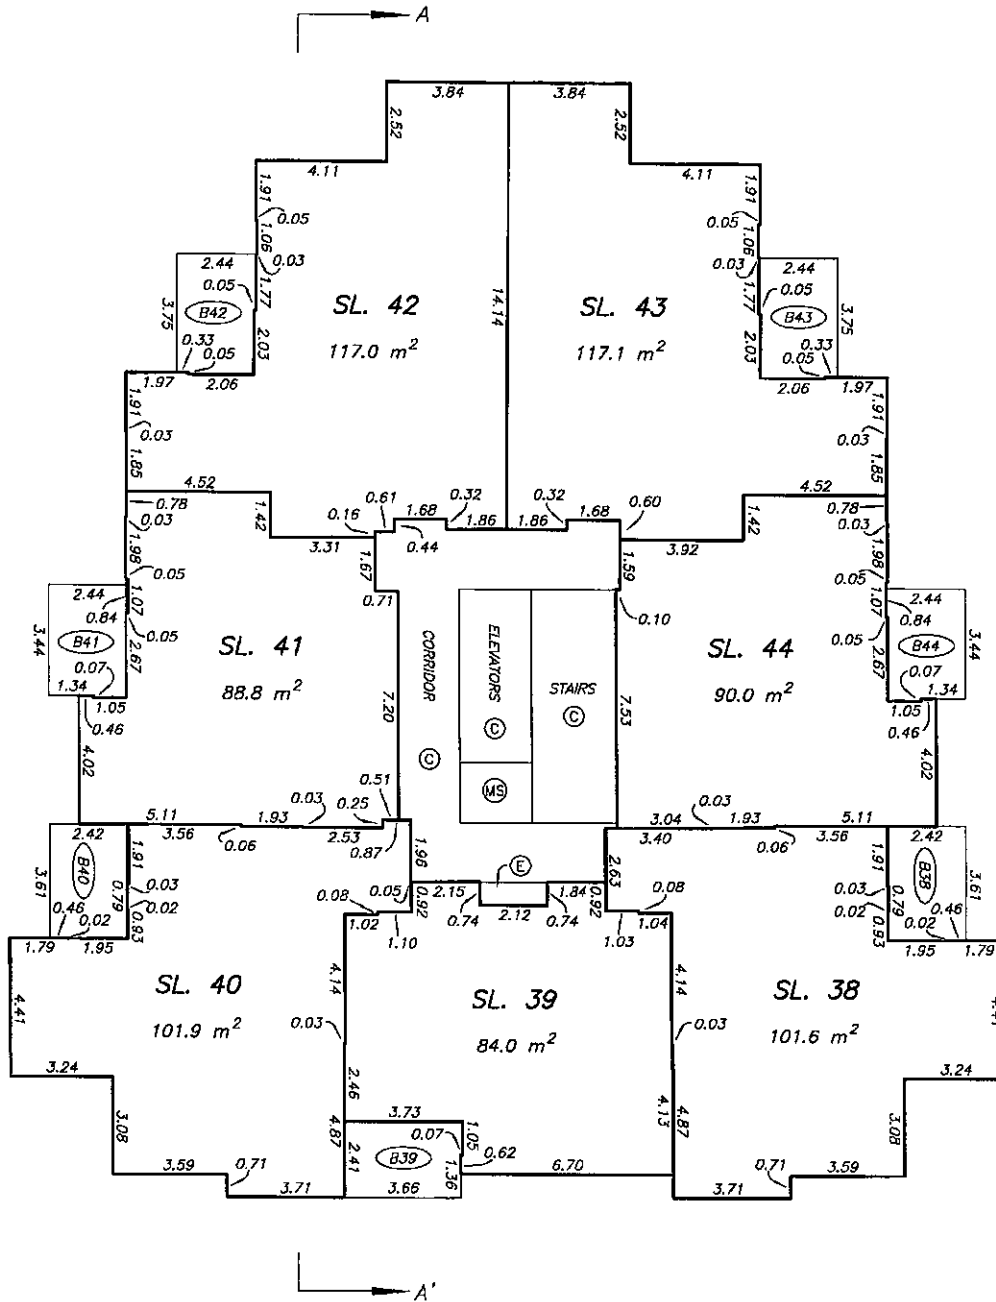 A
3.84 3.84
2.52 2.52
4.11 4.11
1.91 0.05 1.91 0.05
1.06 0.03 1.06 0.03
2.44 2.44
0.05 1.77 1.77 0.05
3.75 B42 SL. 42 14.14 SL. 43 B43 3.75
2.03 117.0 m² 117.1 m² 2.03
0.33 0.05 0.05 0.33
1.97 2.06 2.06 1.97
1.91 0.03 1.91 0.03
1.85 1.85
4.52 4.52
0.78 0.61 1.68 0.32 0.32 1.68 0.60 0.78
0.03 1.42 0.16 1.86 1.86 1.42 0.03
1.98 3.31 0.44 3.92 1.98
0.05 1.67 1.59 0.05
2.44 1.07 0.71 0.10 1.07 2.44
0.84 0.84
3.44 B41 0.05 SL. 41 CORRIDOR ELEVATORS SL. 44 0.05 B44 3.44
0.07 2.67 88.8 m² STAIRS 90.0 m² 2.67 0.07
1.34 1.05 7.20 C C 7.53 1.05 1.34
0.46 0.46
4.02 C 4.02
0.51 MS
5.11 1.93 0.03 0.25 0.03 5.11
2.42 3.56 3.04 1.93 3.56 2.42
0.06 2.53 0.87 3.40 0.06
1.91 1.96 2.63 1.91
3.61 B40 0.03 E 0.03 B38 3.61
0.79 0.02 0.08 0.05 0.92 2.15 1.84 0.92 0.08 0.02 0.79
0.46 0.02 0.93 1.02 0.74 2.12 0.74 1.04 0.02 0.46 0.93
1.79 1.95 1.10 1.03 1.95 1.79
4.41 SL. 40 4.14 SL. 39 4.14 SL. 38
101.9 m² 0.03 84.0 m² 0.03 101.6 m²
3.24 3.24
2.46
3.08 4.87 3.73 1.05 4.13 4.87 3.08
0.07
2.41 B39 0.62
3.59 0.71 1.36 6.70 0.71 3.59
3.71 3.66 3.71
A'